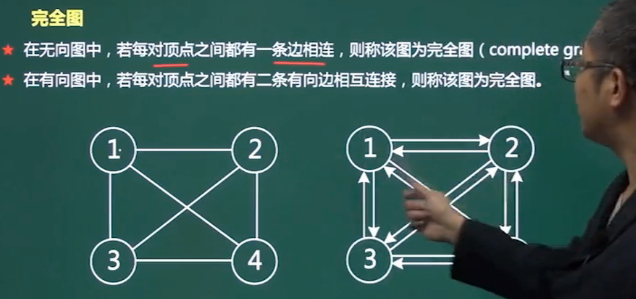 完全图
★ 在无向图中，若每对顶点之间都有一条边相连，则称该图为完全图（complete gra
★ 在有向图中，若每对顶点之间都有二条有向边相互连接，则称该图为完全图。
1 2 1 2
3 4 3